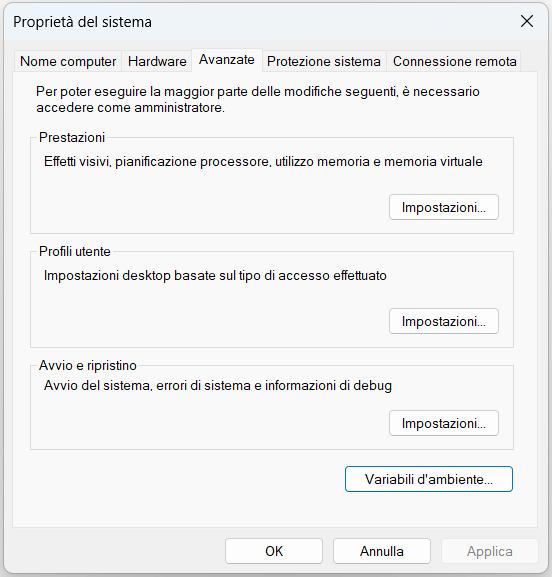 Proprietà del sistema
Nome computer
Hardware
Avanzate
Protezione sistema
Connessione remota
Per poter eseguire la maggior parte delle modifiche seguenti, è necessario
accedere come amministratore.
Prestazioni
Effetti visivi, pianificazione processore, utilizzo memoria e memoria virtuale
Impostazioni...
Profili utente
Impostazioni desktop basate sul tipo di accesso effettuato
Impostazioni...
Avvio e ripristino
Avvio del sistema, errori di sistema e informazioni di debug
Impostazioni...
Variabili d'ambiente...
OK
Annulla
Applica